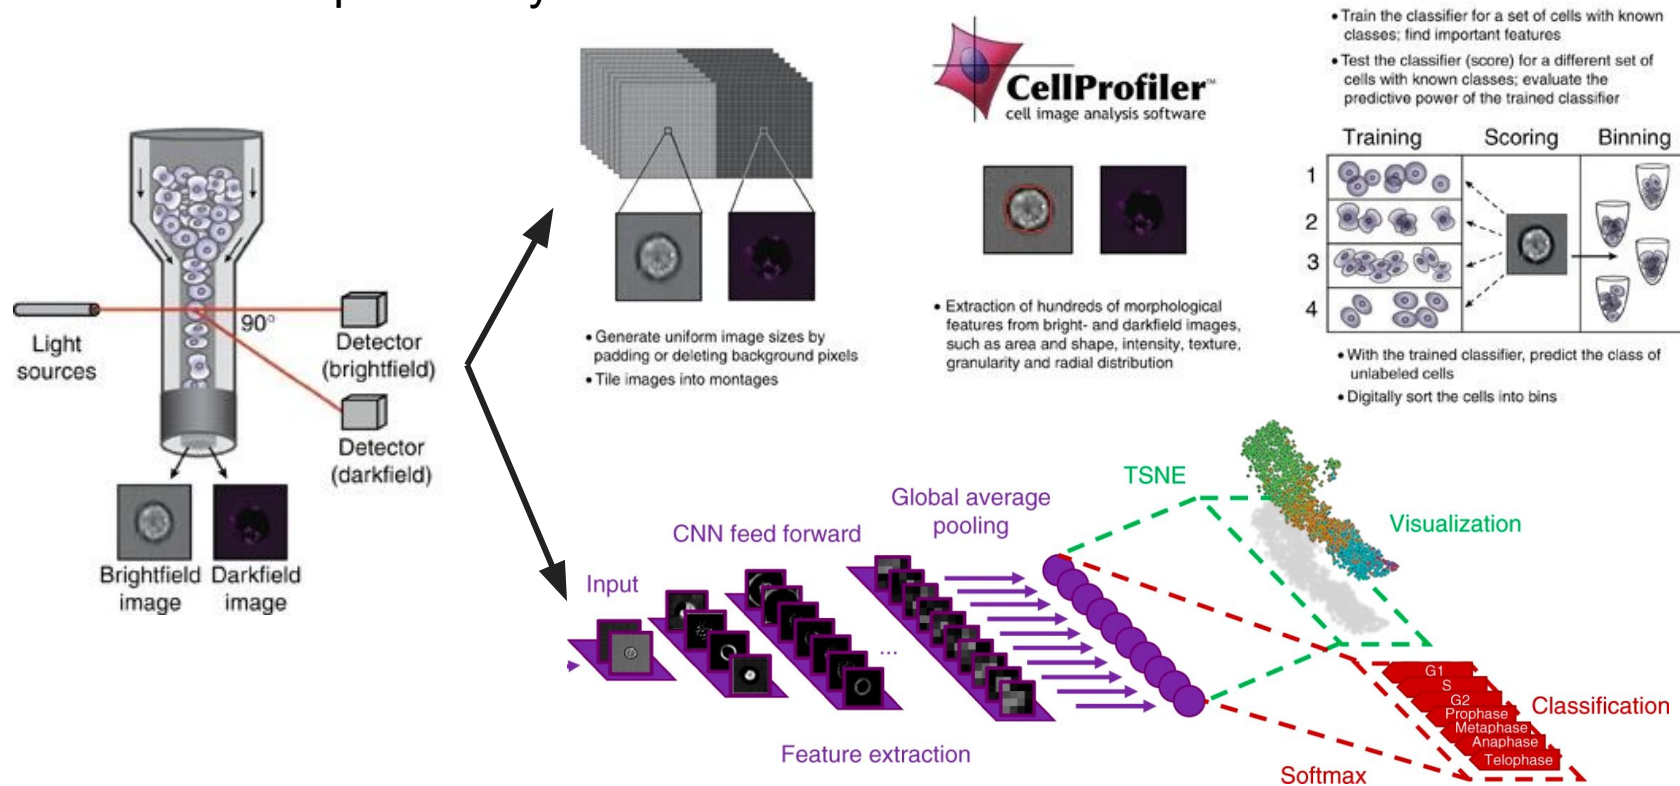 90°
Light
sources
Detector
(brightfield)
Detector
(darkfield)
Brightfield
image
Darkfield
image
• Generate uniform image sizes by
padding or deleting background pixels
• Tile images into montages
CellProfiler™
cell image analysis software
• Extraction of hundreds of morphological
features from bright- and darkfield images,
such as area and shape, intensity, texture,
granularity and radial distribution
• Train the classifier for a set of cells with known
classes; find important features
• Test the classifier (score) for a different set of
cells with known classes; evaluate the
predictive power of the trained classifier
Training
Scoring
Binning
1
2
3
4
• With the trained classifier, predict the class of
unlabeled cells
• Digitally sort the cells into bins
Input
CNN feed forward
Global average
pooling
...
Feature extraction
TSNE
Visualization
G1
S
G2
Prophase
Metaphase
Anaphase
Telophase
Classification
Softmax